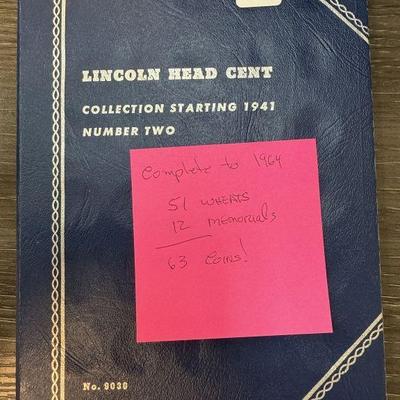 LINCOLN HEAD CENT
COLLECTION STARTING 1941
NUMBER TWO
Complete to 1964
51 WHEATS
12 MEMORIALS
63 COINS!
No. 9030